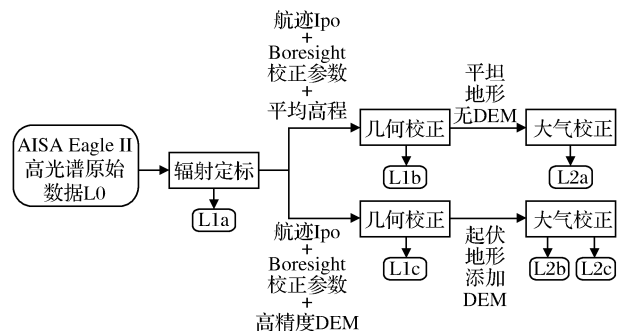 航迹Ipo
+
Boresight
校正参数
+
平均高程
平坦
地形
无DEM
AISA Eagle II
高光谱原始
数据L0
辐射定标
L1a
几何校正
L1b
大气校正
L2a
几何校正
L1c
大气校正
L2b
L2c
航迹Ipo
+
Boresight
校正参数
+
高精度DEM
起伏
地形
添加
DEM